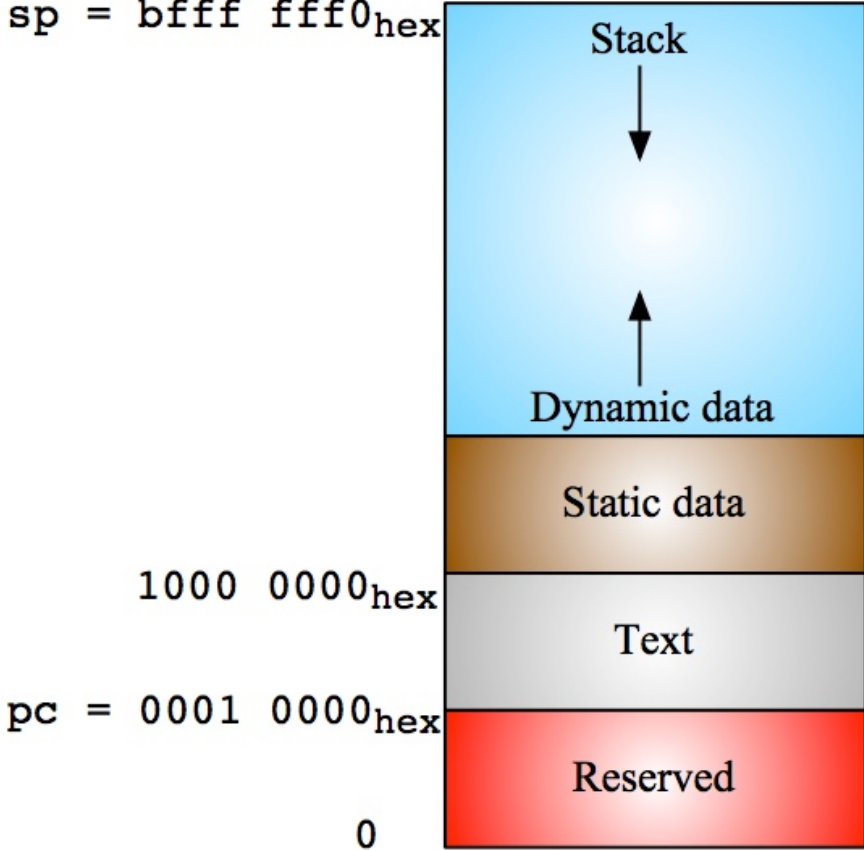 sp = bfff fff0hex
Stack
Dynamic data
Static data
1000 0000hex
Text
pc = 0001 0000hex
Reserved
0